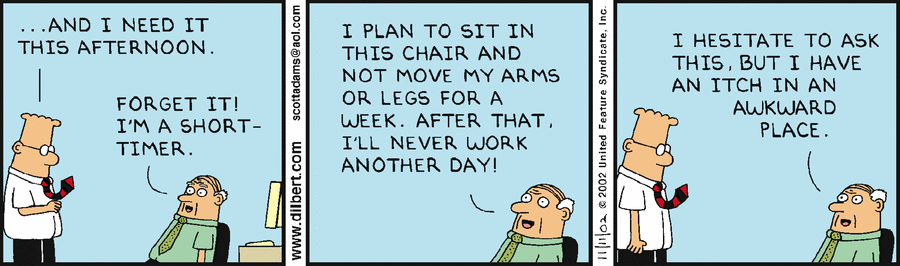 ...AND I NEED IT
THIS AFTERNOON.
FORGET IT!
I'M A SHORT-
TIMER.
www.dilbert.com
scottadams@aol.com
I PLAN TO SIT IN
THIS CHAIR AND
NOT MOVE MY ARMS
OR LEGS FOR A
WEEK. AFTER THAT,
I'LL NEVER WORK
ANOTHER DAY!
11/1/02 © 2002 United Feature Syndicate, Inc.
I HESITATE TO ASK
THIS, BUT I HAVE
AN ITCH IN AN
AWKWARD
PLACE.